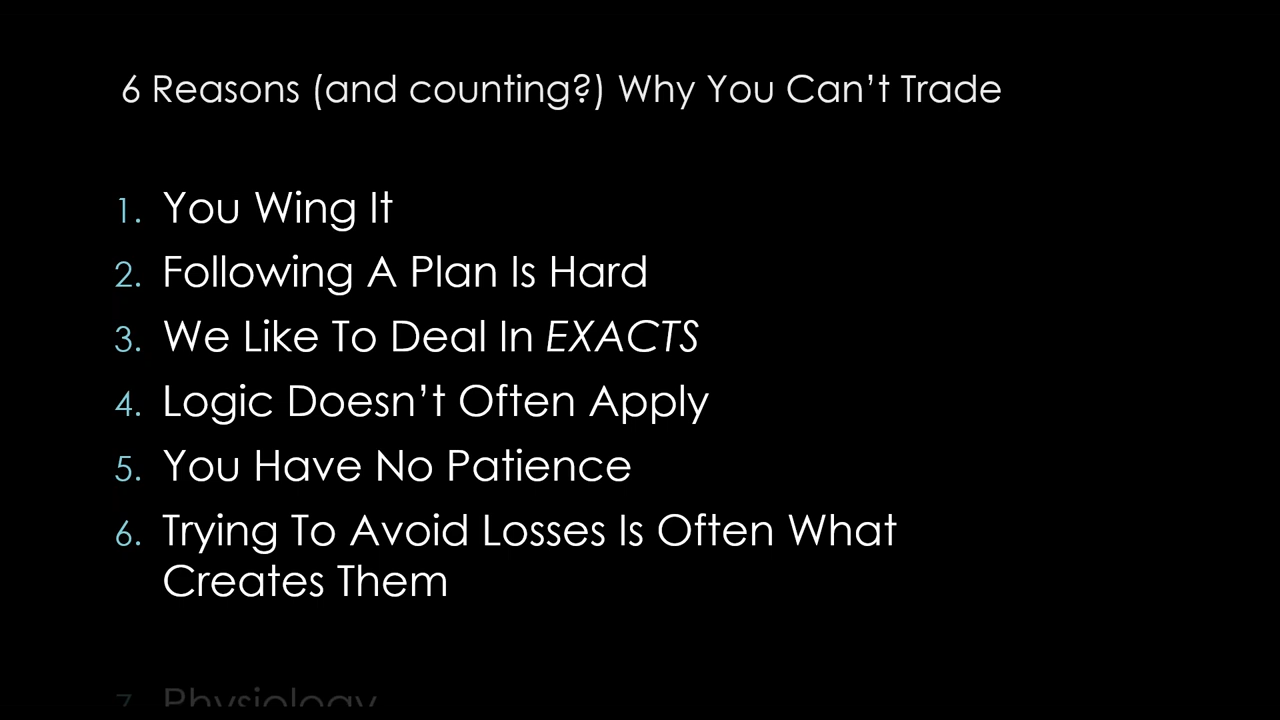 6 Reasons (and counting?) Why You Can’t Trade
1. You Wing It
2. Following A Plan Is Hard
3. We Like To Deal In EXACTS
4. Logic Doesn’t Often Apply
5. You Have No Patience
6. Trying To Avoid Losses Is Often What
Creates Them
7. Physiology